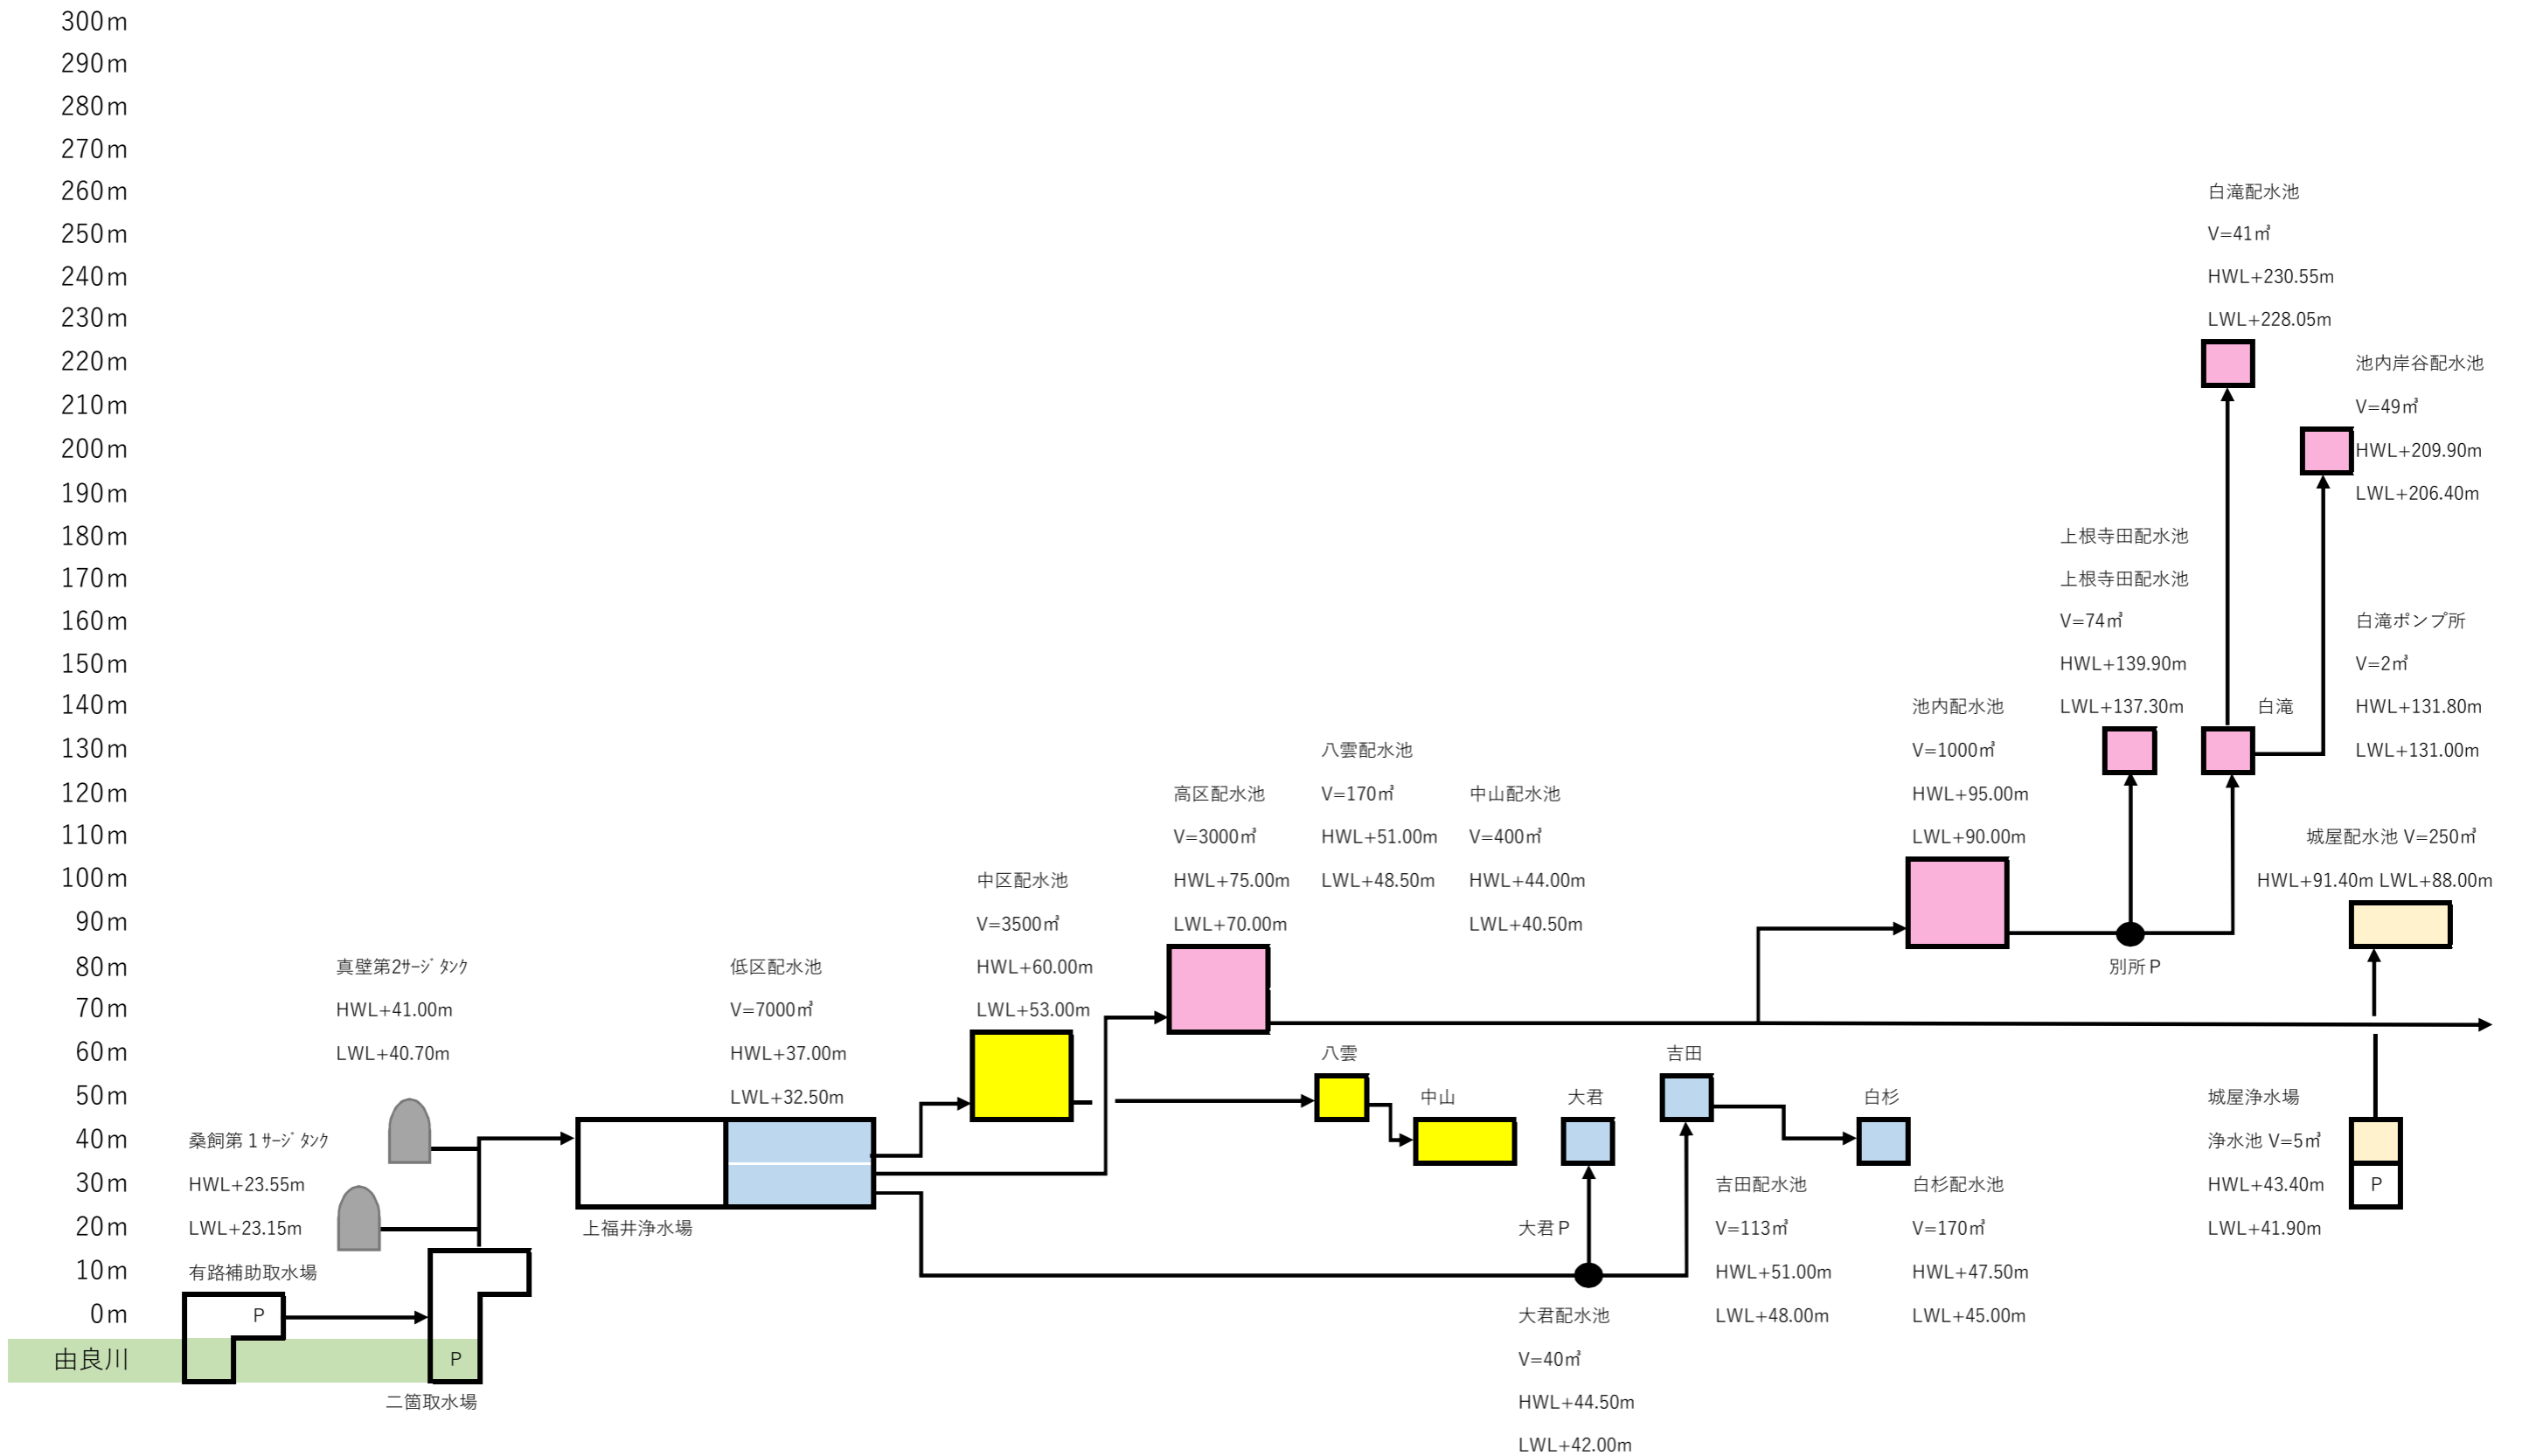 300m
290m
280m
270m
260m
250m
240m
230m
220m
210m
200m
190m
180m
170m
160m
150m
140m
130m
120m
110m
100m
90m
80m
70m
60m
50m
40m
30m
20m
10m
0m
由良川
桑飼第1ｻｰｼﾞﾀﾝｸ
HWL+23.55m
LWL+23.15m
有路補助取水場
P
真壁第2ｻｰｼﾞﾀﾝｸ
HWL+41.00m
LWL+40.70m
P
二箇取水場
上福井浄水場
低区配水池
V=7000㎥
HWL+37.00m
LWL+32.50m
中区配水池
V=3500㎥
HWL+60.00m
LWL+53.00m
高区配水池
V=3000㎥
HWL+75.00m
LWL+70.00m
八雲配水池
V=170㎥
HWL+51.00m
LWL+48.50m
八雲
中山配水池
V=400㎥
HWL+44.00m
LWL+40.50m
中山
大君
大君P
大君配水池
V=40㎥
HWL+44.50m
LWL+42.00m
吉田
吉田配水池
V=113㎥
HWL+51.00m
LWL+48.00m
白杉
白杉配水池
V=170㎥
HWL+47.50m
LWL+45.00m
池内配水池
V=1000㎥
HWL+95.00m
LWL+90.00m
上根寺田配水池
上根寺田配水池
V=74㎥
HWL+139.90m
LWL+137.30m
別所P
白滝配水池
V=41㎥
HWL+230.55m
LWL+228.05m
池内岸谷配水池
V=49㎥
HWL+209.90m
LWL+206.40m
白滝
白滝ポンプ所
V=2㎥
HWL+131.80m
LWL+131.00m
城屋配水池 V=250㎥
HWL+91.40m LWL+88.00m
城屋浄水場
浄水池 V=5㎥
HWL+43.40m
LWL+41.90m
P